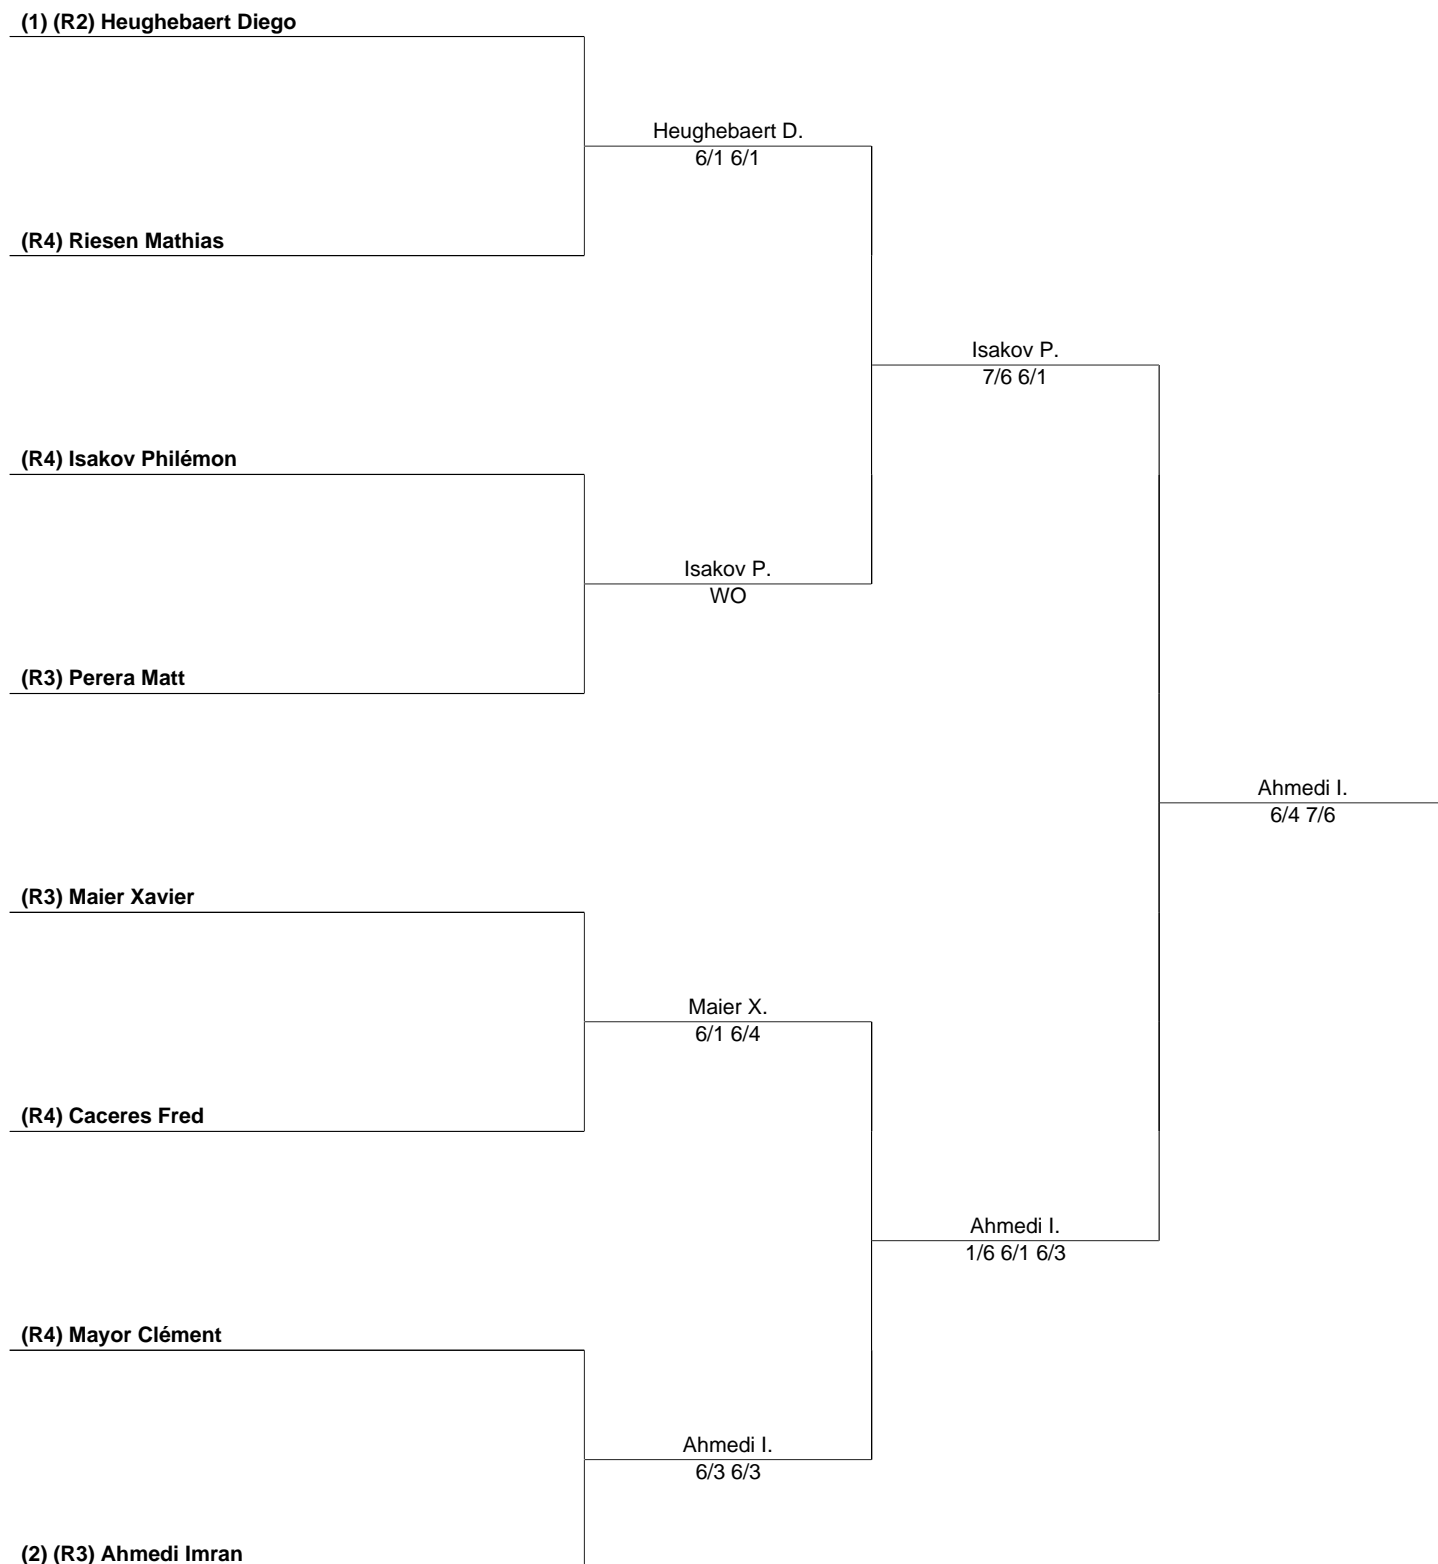 (1) (R2) Heughebaert Diego
Heughebaert D.
6/1 6/1
(R4) Riesen Mathias
Isakov P.
7/6 6/1
(R4) Isakov Philémon
Isakov P.
WO
(R3) Perera Matt
Ahmedi I.
6/4 7/6
(R3) Maier Xavier
Maier X.
6/1 6/4
(R4) Caceres Fred
Ahmedi I.
1/6 6/1 6/3
(R4) Mayor Clément
Ahmedi I.
6/3 6/3
(2) (R3) Ahmedi Imran